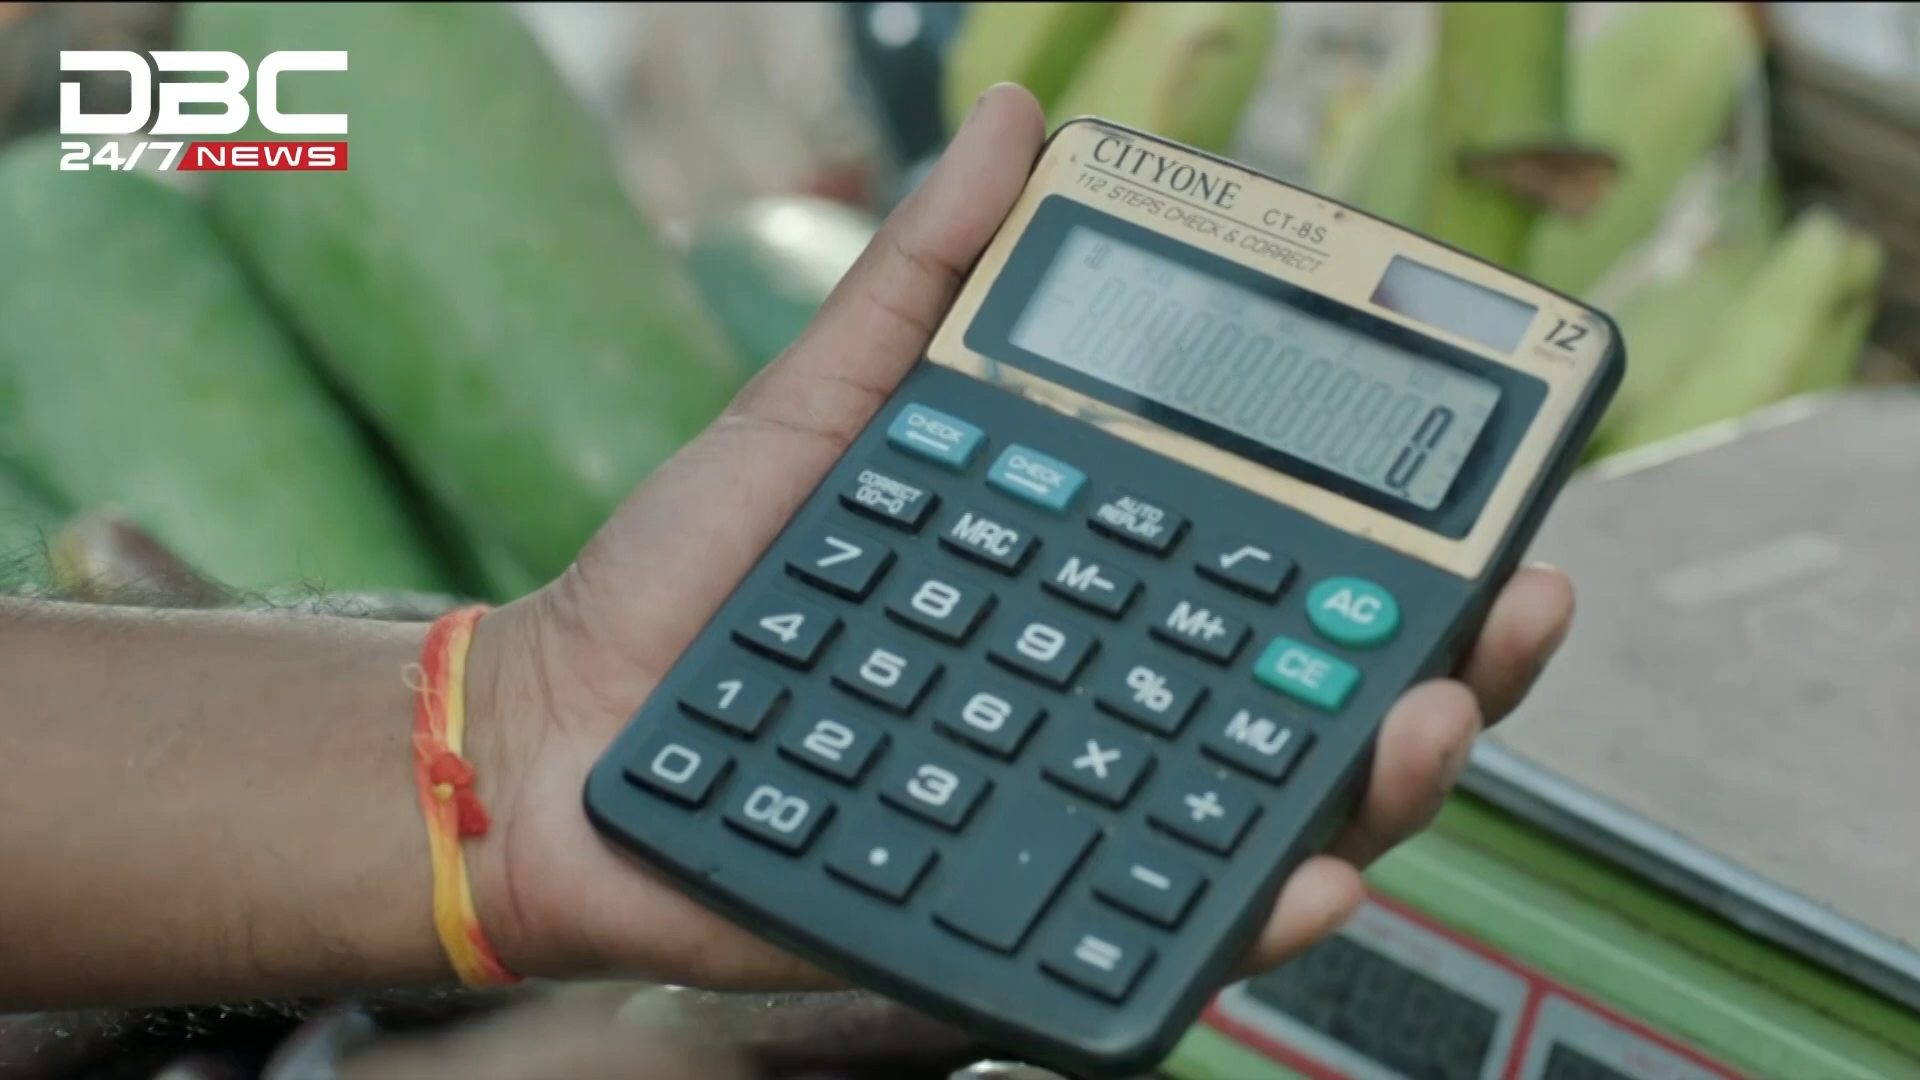 DBC
24/7 NEWS
CITYONE
112 STEPS CHECK & CORRECT
CT-8S
12
0
CHECK
CHECK
CORRECT
00→0
AUTO
REPLAY
√
AC
MRC
M-
M+
CE
7
8
9
%
MU
4
5
6
×
÷
1
2
3
-
0
00
.
=